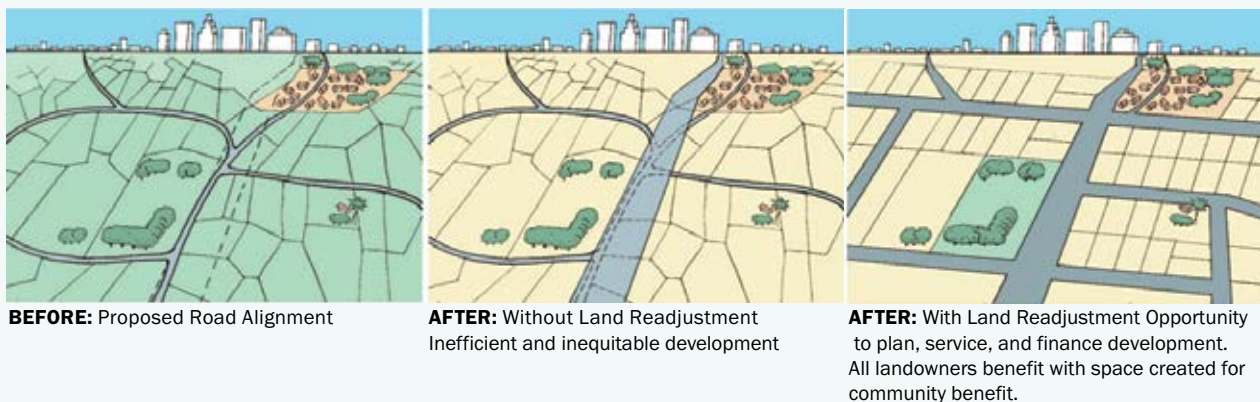 BEFORE: Proposed Road Alignment
AFTER: Without Land Readjustment
Inefficient and inequitable development
AFTER: With Land Readjustment Opportunity
to plan, service, and finance development.
All landowners benefit with space created for
community benefit.